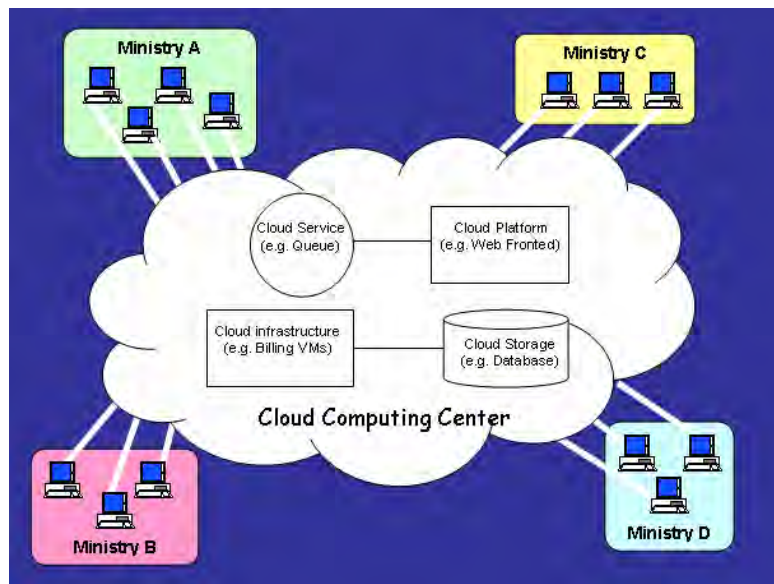 Ministry A
Ministry C
Cloud Service
(e.g. Queue)
Cloud Platform
(e.g. Web Fronted)
Cloud infrastructure
(e.g. Billing VMs)
Cloud Storage
(e.g. Database)
Cloud Computing Center
Ministry B
Ministry D